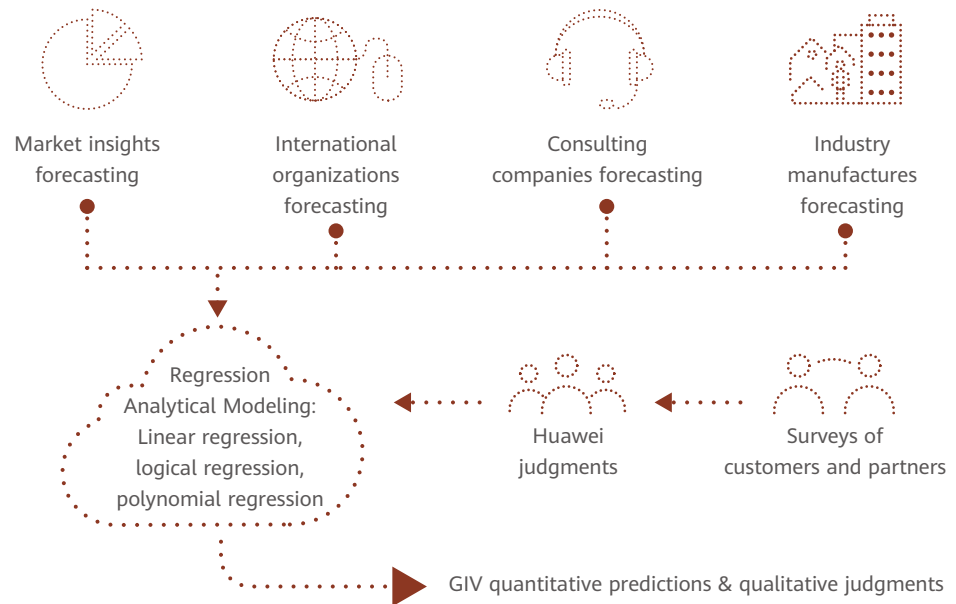 Market insights
forecasting
International
organizations
forecasting
Consulting
companies forecasting
Industry
manufactures
forecasting
Regression
Analytical Modeling:
Linear regression,
logical regression,
polynomial regression
Huawei
judgments
Surveys of
customers and partners
GIV quantitative predictions & qualitative judgments